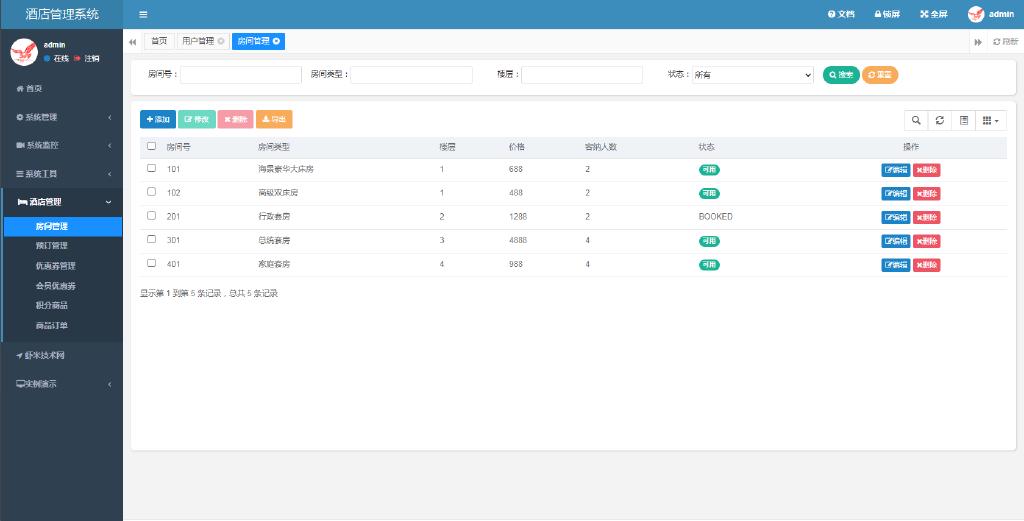 酒店管理系统
文档 锁屏 全屏 admin
admin
在线 注销
首页 用户管理 房间管理 刷新
房间号： 房间类型： 楼层： 状态： 所有 搜索 重置
首页
系统管理
系统监控
系统工具
酒店管理
房间管理
预订管理
优惠券管理
会员优惠券
积分商品
商品订单
虾米技术网
实例演示
添加 修改 删除 导出
房间号 房间类型 楼层 价格 容纳人数 状态 操作
101 海景豪华大床房 1 688 2 可用 编辑 删除
102 高级双床房 1 488 2 可用 编辑 删除
201 行政套房 2 1288 2 BOOKED 编辑 删除
301 总统套房 3 4888 4 可用 编辑 删除
401 家庭套房 4 988 4 可用 编辑 删除
显示第 1 到第 5 条记录，总共 5 条记录